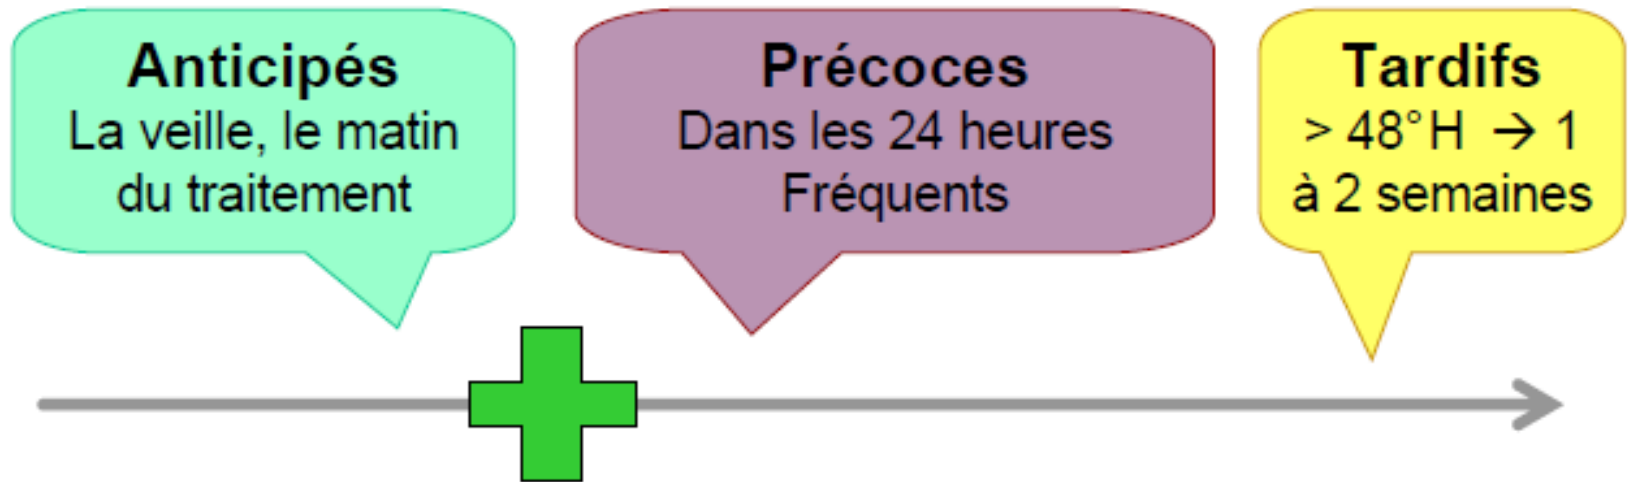 Anticipés
La veille, le matin
du traitement
Précoces
Dans les 24 heures
Fréquents
Tardifs
> 48°H → 1
à 2 semaines